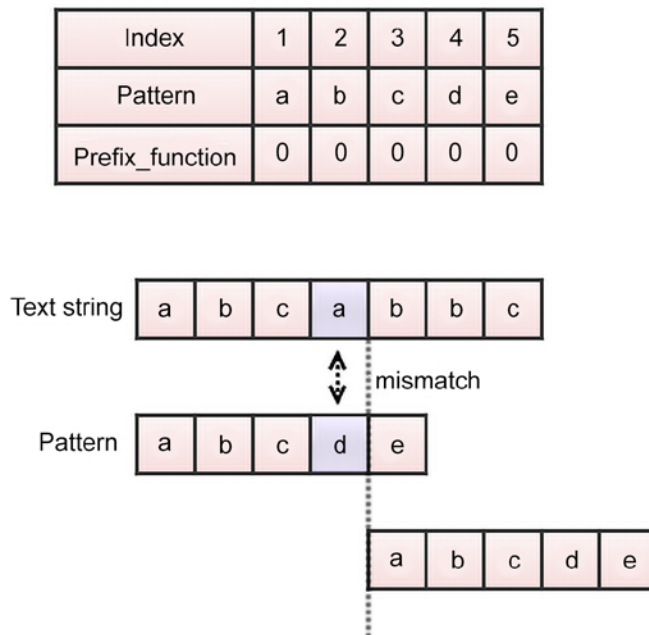 Index 1 2 3 4 5
Pattern a b c d e
Prefix_function 0 0 0 0 0
Text string a b c a b b c
mismatch
Pattern a b c d e
a b c d e